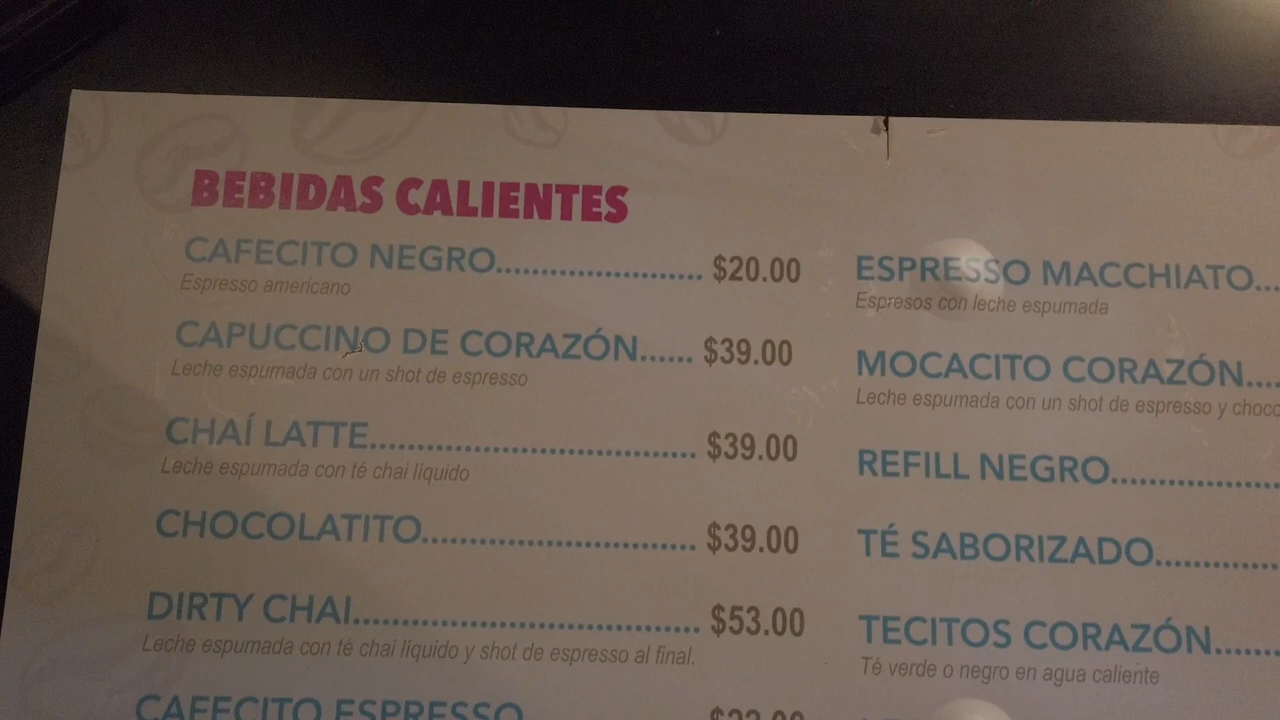 BEBIDAS CALIENTES
CAFECITO NEGRO........................ $20.00
Espresso americano
CAPUCCINO DE CORAZÓN...... $39.00
Leche espumada con un shot de espresso
CHAÍ LATTE..................................... $39.00
Leche espumada con té chai líquido
CHOCOLATITO............................... $39.00
DIRTY CHAI....................................... $53.00
Leche espumada con té chai líquido y shot de espresso al final.
CAFECITO ESPRESSO
ESPRESSO MACCHIATO...
Espresos con leche espumada
MOCACITO CORAZÓN....
Leche espumada con un shot de espresso y choco
REFILL NEGRO..................
TÉ SABORIZADO.............
TECITOS CORAZÓN.......
Té verde o negro en agua caliente